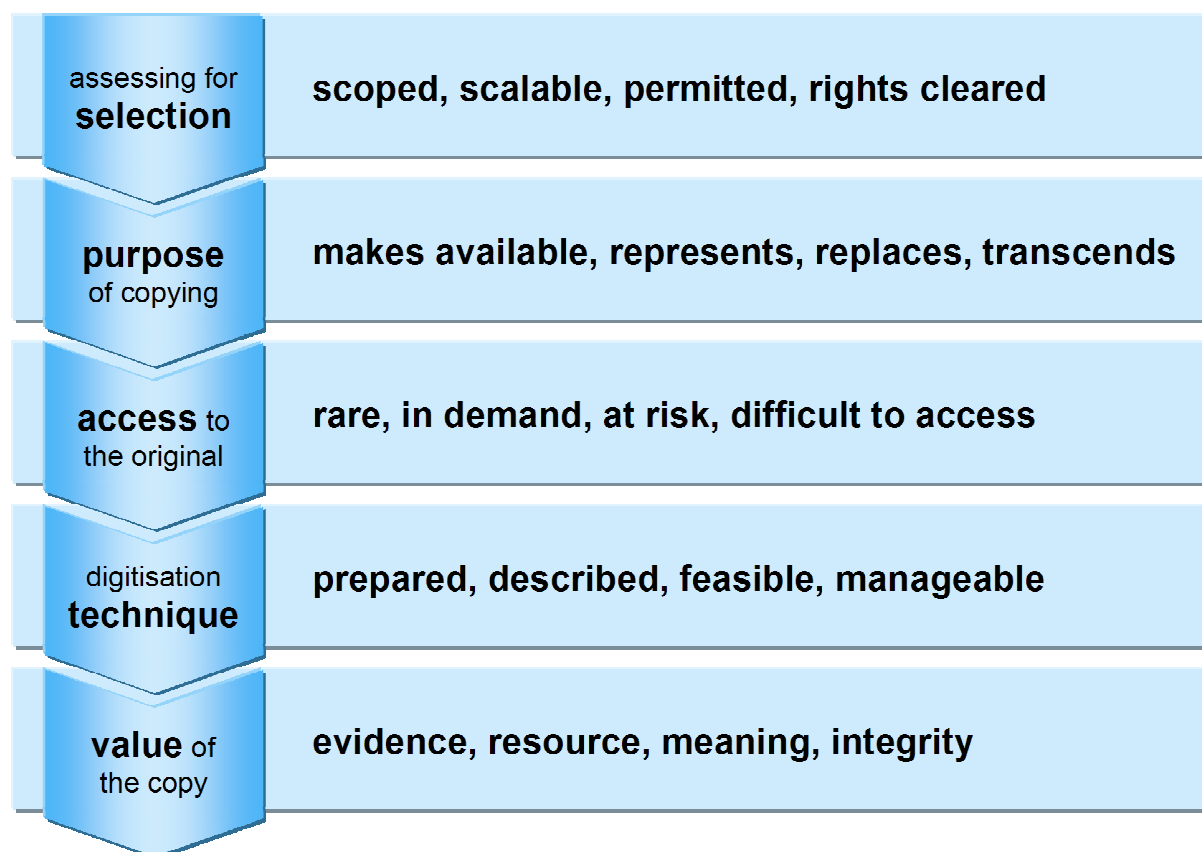 assessing for
selection
scoped, scalable, permitted, rights cleared
purpose
of copying
makes available, represents, replaces, transcends
access to
the original
rare, in demand, at risk, difficult to access
digitisation
technique
prepared, described, feasible, manageable
value of
the copy
evidence, resource, meaning, integrity